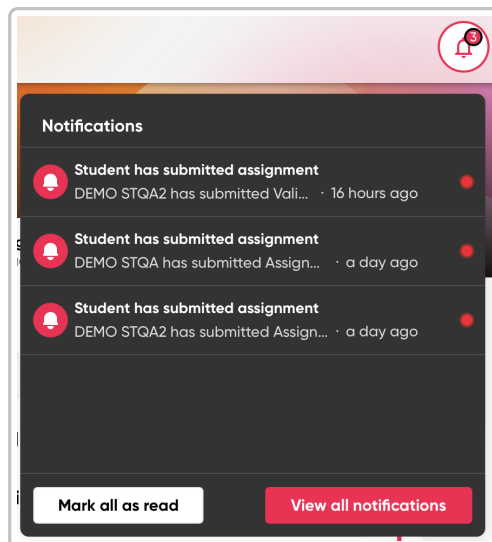 3
Notifications
Student has submitted assignment
DEMO STQA2 has submitted Vali... · 16 hours ago
Student has submitted assignment
DEMO STQA has submitted Assign... · a day ago
Student has submitted assignment
DEMO STQA2 has submitted Assign... · a day ago
Mark all as read
View all notifications